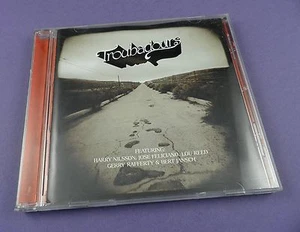 Troubadours
FEATURING:
HARRY NILSSON, JOSE FELICIANO, LOU REED
GERRY RAFFERTY & BERT JANSCH